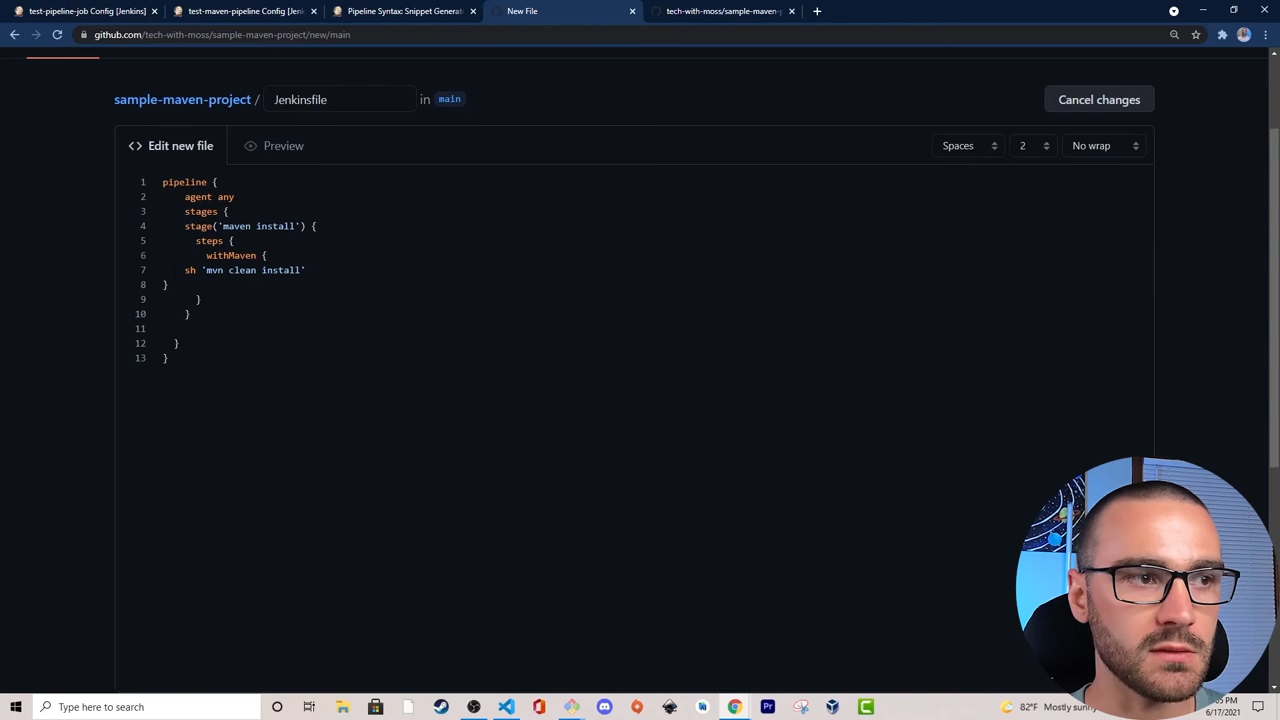 test-pipeline-job Config [Jenkins]
test-maven-pipeline Config [Jenk
Pipeline Syntax: Snippet Generat
New File
tech-with-moss/sample-maven-p
github.com/tech-with-moss/sample-maven-project/new/main
sample-maven-project / Jenkinsfile in main
Cancel changes
<> Edit new file
Preview
Spaces
2
No wrap
1 pipeline {
2 agent any
3 stages {
4 stage('maven install') {
5 steps {
6 withMaven {
7 sh 'mvn clean install'
8 }
9 }
10 }
11
12 }
13 }
Type here to search
82°F Mostly sunny
6/17/2021